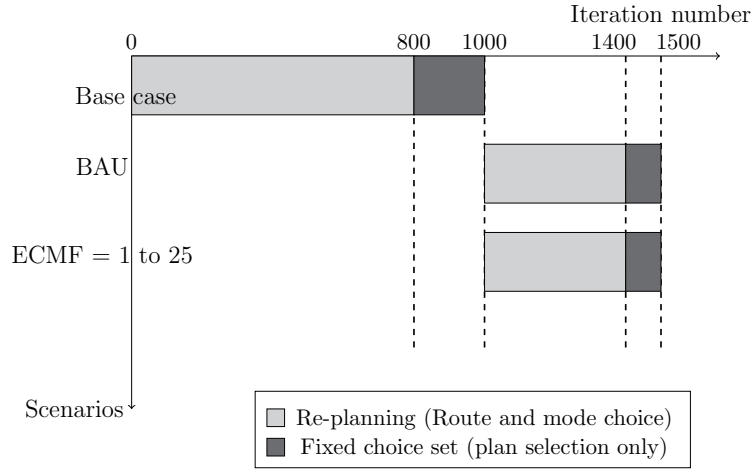 Iteration number
0 800 1000 1400 1500
Base case
BAU
ECMF = 1 to 25
Scenarios
Re-planning (Route and mode choice)
Fixed choice set (plan selection only)